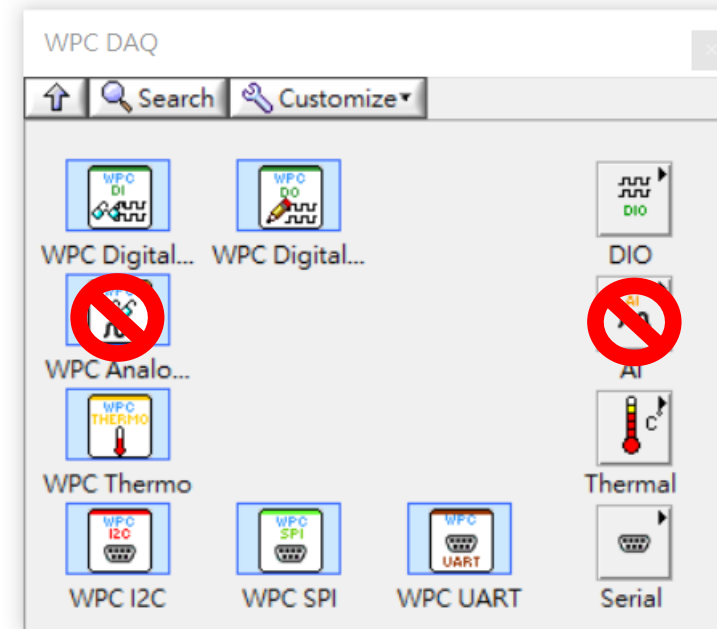 WPC DAQ
Search
Customize
WPC
DI
WPC Digital...
WPC
DO
WPC Digital...
DIO
DIO
WPC Analo...
AI
AI
WPC
THERMO
WPC Thermo
C
Thermal
WPC
I2C
WPC I2C
WPC
SPI
WPC SPI
WPC
UART
WPC UART
Serial